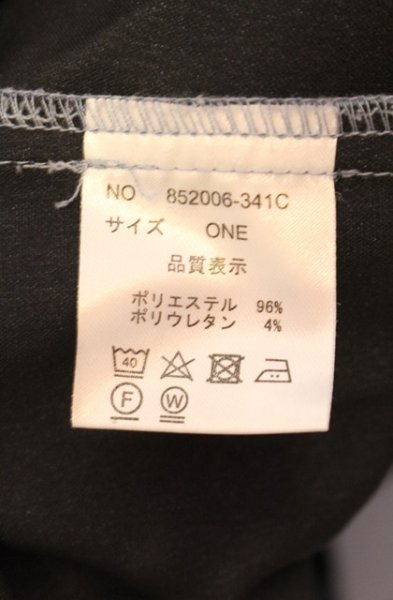 NO 852006-341C
サイズ ONE
品質表示
ポリエステル 96%
ポリウレタン 4%
40
F W